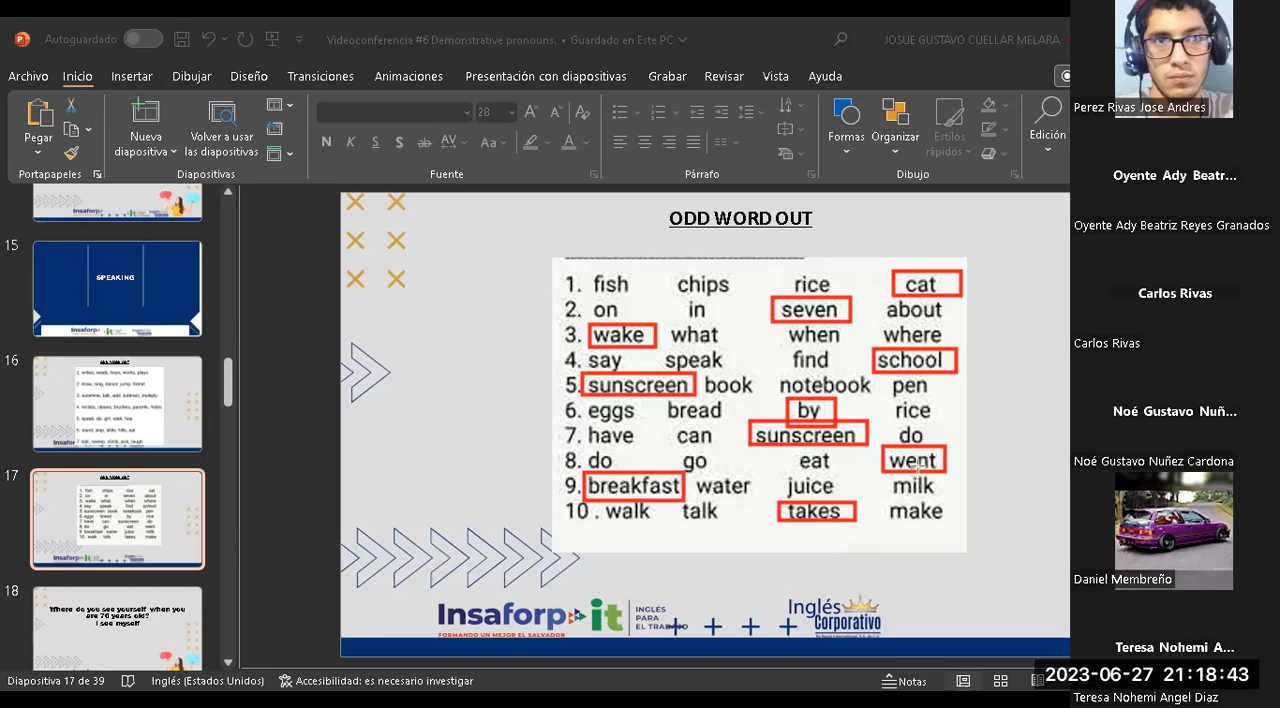 Autoguardado
Videoconferencia #6 Demonstrative pronouns. • Guardado en Este PC
JOSUE GUSTAVO CUELLAR MELARA
Archivo Inicio Insertar Dibujar Diseño Transiciones Animaciones Presentación con diapositivas Grabar Revisar Vista Ayuda
Pegar
Nueva diapositiva
Volver a usar las diapositivas
28
N K S S ab AV Aa A
Formas
Organizar
Estilos rápidos
Edición
Portapapeles
Diapositivas
Fuente
Párrafo
Dibujo
15
SPEAKING
16
17
18
Where do you see yourself when you
are 70 years old?
I see myself
ODD WORD OUT
1. fish chips rice cat
2. on in seven about
3. wake what when where
4. say speak find school
5. sunscreen book notebook pen
6. eggs bread by rice
7. have can sunscreen do
8. do go eat went
9. breakfast water juice milk
10 . walk talk takes make
Insaforp it
FORMANDO UN MEJOR EL SALVADOR
INGLÉS
PARA
EL TRABAJO
Inglés
Corporativo
Diapositiva 17 de 39
Inglés (Estados Unidos)
Accesibilidad: es necesario investigar
Notas
Perez Rivas Jose Andres
Oyente Ady Beatr...
Oyente Ady Beatriz Reyes Granados
Carlos Rivas
Carlos Rivas
Noé Gustavo Nuñ...
Noé Gustavo Nuñez Cardona
Daniel Membreño
Teresa Nohemi A...
2023-06-27 21:18:43
Teresa Nohemi Angel Diaz